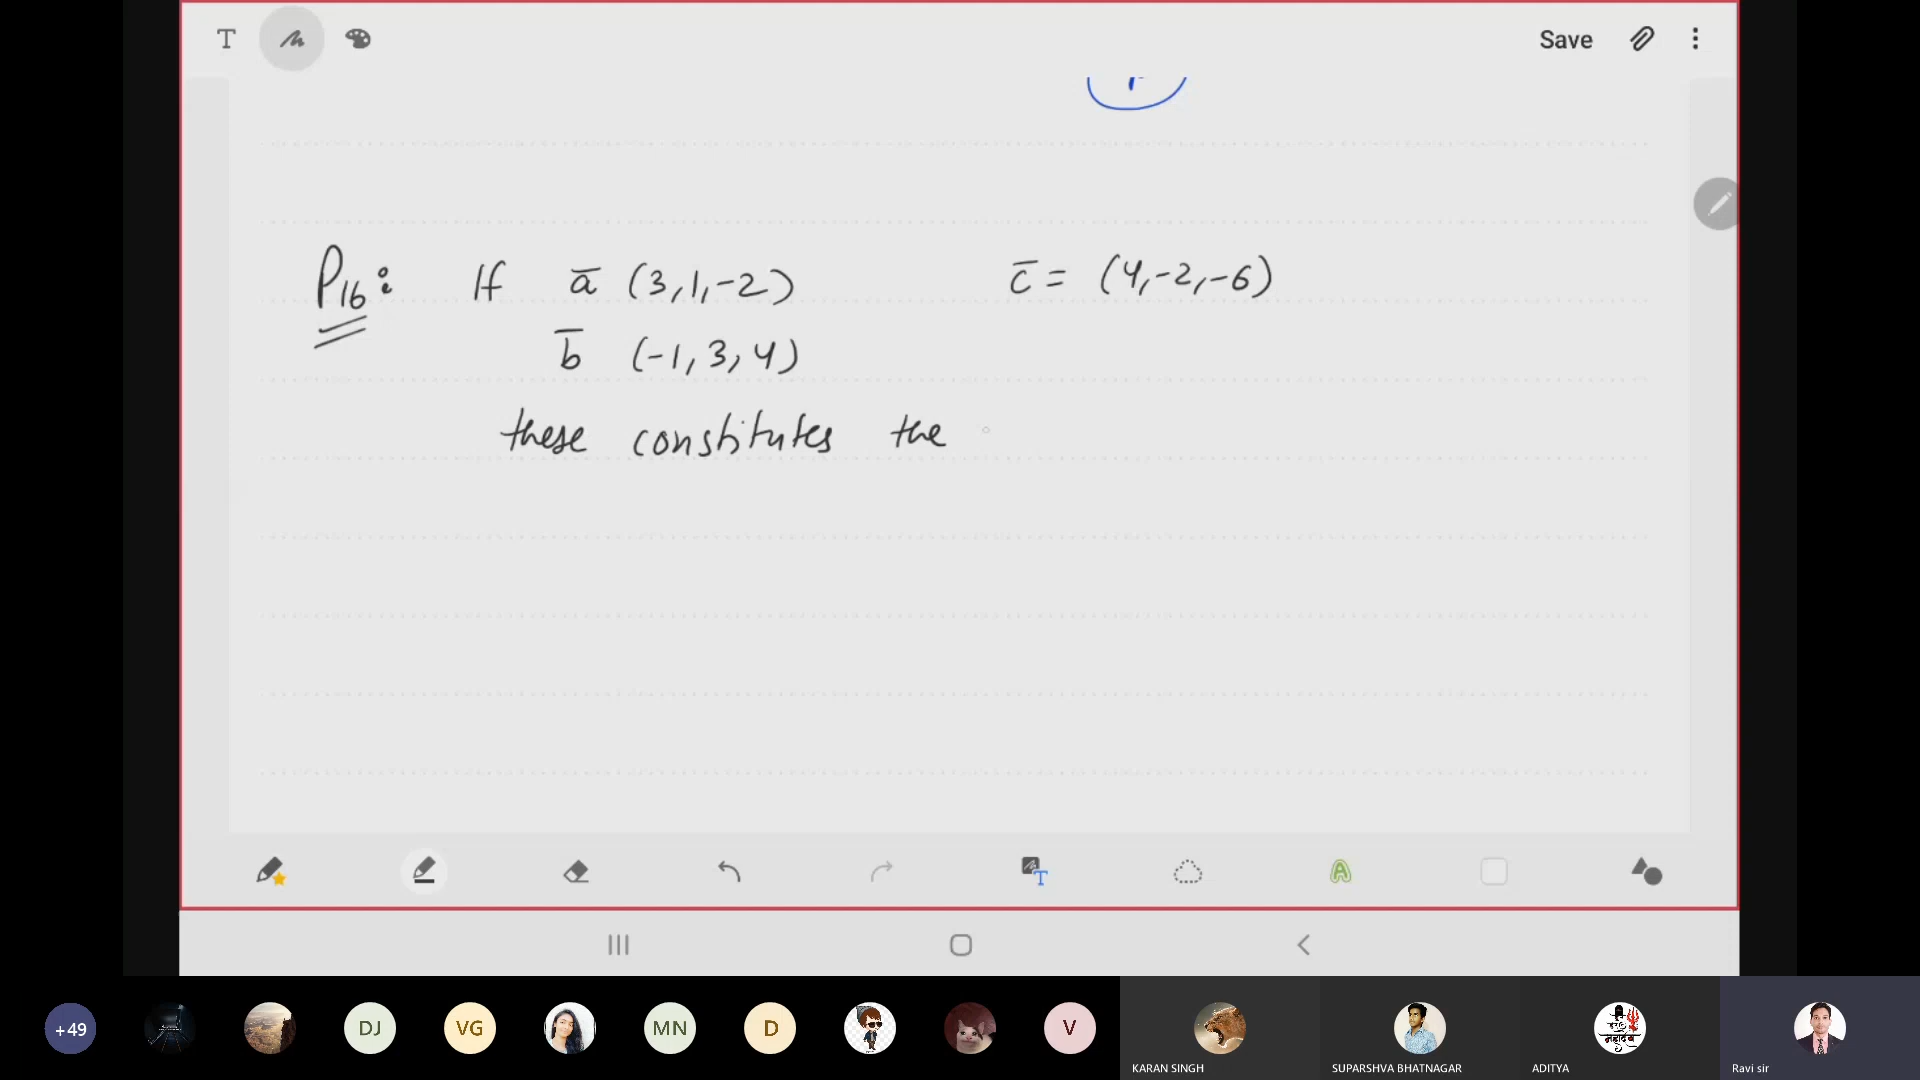 T
Save
P16: If a̅ (3,1,-2) c̅ = (4,-2,-6)
b̅ (-1,3,4)
these constitutes the
T
A
+49
DJ
VG
MN
D
V
KARAN SINGH
SUPARSHVA BHATNAGAR
ADITYA
Ravi sir